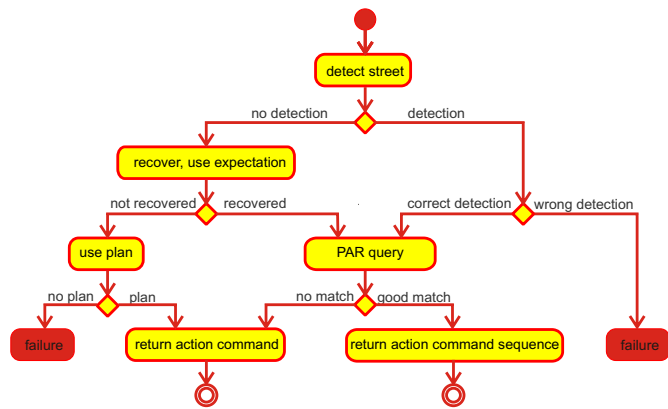 detect street
no detection
detection
recover, use expectation
not recovered
recovered
correct detection
wrong detection
use plan
PAR query
no plan
plan
no match
good match
failure
return action command
return action command sequence
failure